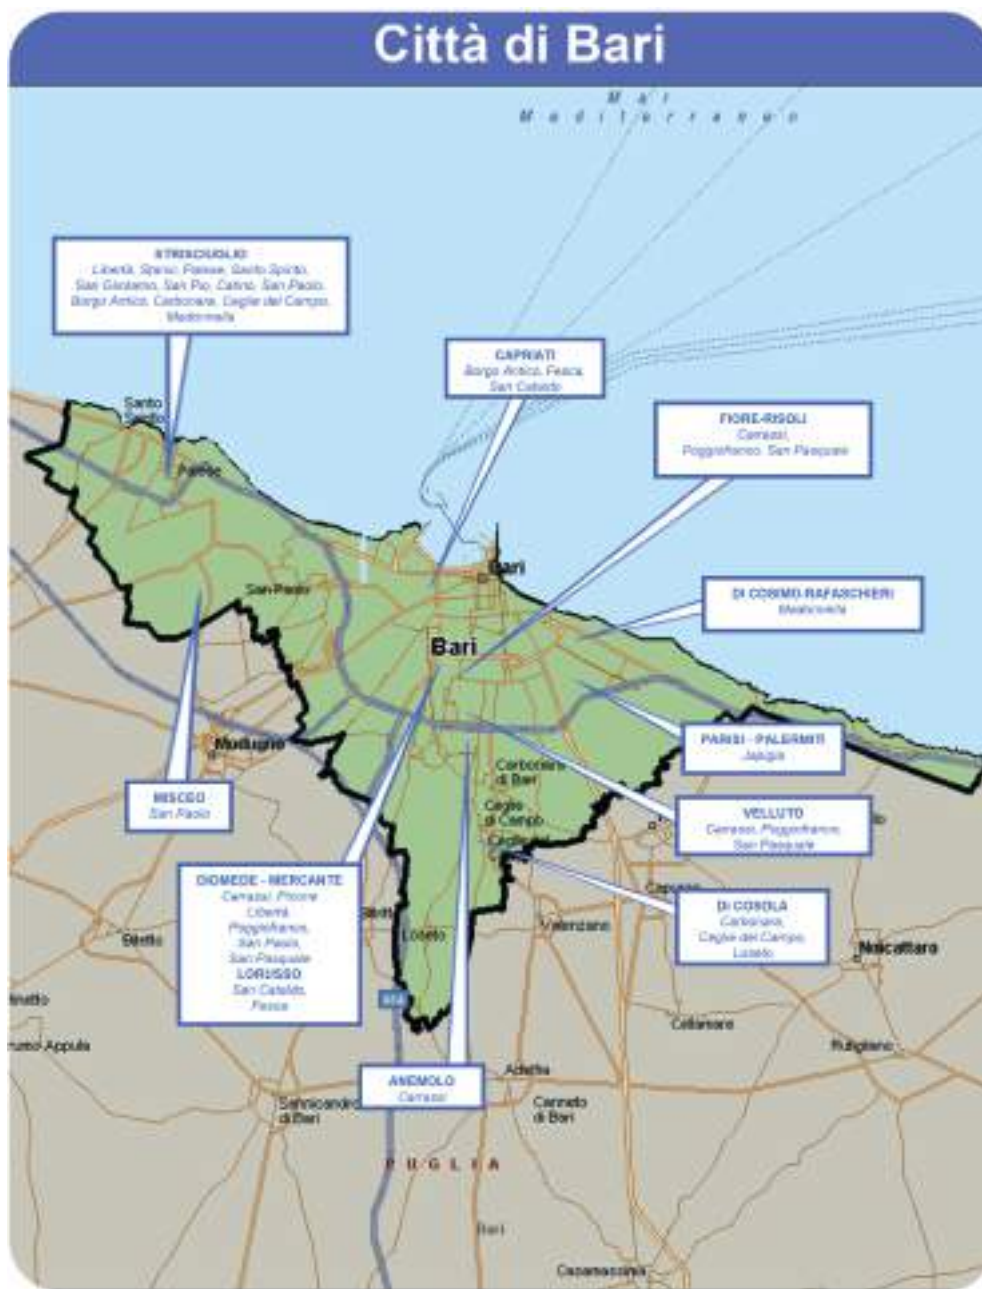 Città di Bari
Mar
Mediterraneo
STRISCIUGLIO
Libertà, Stanic, Palese, Santo Spirito,
San Girolamo, San Pio, Catino, San Paolo,
Borgo Antico, Carbonara, Ceglie del Campo,
Madonnella
CAPRIATI
Borgo Antico, Fesca,
San Cataldo
FIORE-RISOLI
Carrassi,
Poggiofranco, San Pasquale
Santo
Spirito
Palese
San Paolo
Bari
DI COSIMO-RAFASCHIERI
Madonnella
Bari
PARISI - PALERMITI
Japigia
Modugno
Carbonara
di Bari
MISCEO
San Paolo
Ceglie
di Campo
VELLUTO
Carrassi, Poggiofranco,
San Pasquale
DIOMEDE - MERCANTE
Carrassi, Picone
Libertà
Poggiofranco,
San Paolo,
San Pasquale
LORUSSO
San Cataldo,
Fesca
Capurso
DI COSOLA
Carbonara,
Ceglie del Campo,
Loseto
Bitetto
Loseto
Valenzano
Noicattaro
Cellamare
Rutigliano
Grumo Appula
ANEMOLO
Carrassi
Adelfia
Sannicandro
di Bari
Canneto
di Bari
PUGLIA
Bari
Casamassima